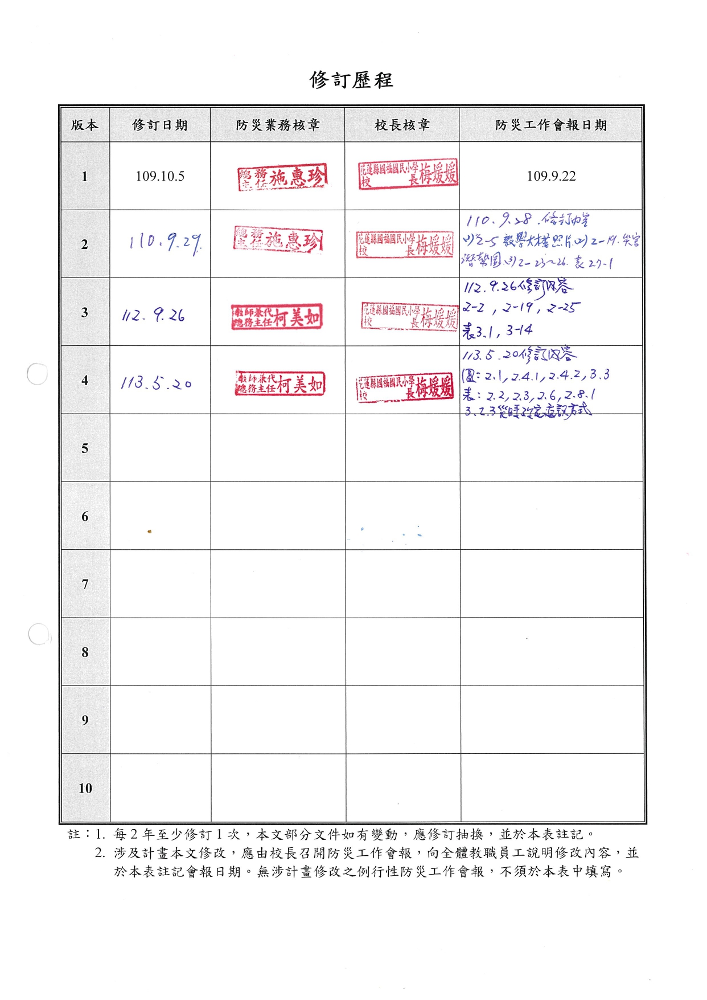 修訂歷程
版本 修訂日期 防災業務核章 校長核章 防災工作會報日期
1 109.10.5 總務主任 施惠珍 花蓮縣國福國民小學校長 梅媛媛 109.9.22
2 110.9.29. 總務主任 施惠珍 花蓮縣國福國民小學校長 梅媛媛 110.9.28.修訂內容
(1)2-5 教學大樓照片(2)2-19.災害
潛勢圖(3)2-23~26. 表2.7-1
3 112.9.26 教師兼代總務主任 柯美如 花蓮縣國福國民小學校長 梅媛媛 112.9.26修訂內容
2-2, 2-19, 2-25
表3.1, 3-14
4 113.5.20 教師兼代總務主任 柯美如 花蓮縣國福國民小學校長 梅媛媛 113.5.20修訂內容
圖:2.1, 2.4.1, 2.4.2, 3.3
表:2.2, 2.3, 2.6, 2.8.1
3.2.3災時
5
6
7
8
9
10
註：1. 每2年至少修訂1次，本文部分文件如有變動，應修訂抽換，並於本表註記。
2. 涉及計畫本文修改，應由校長召開防災工作會報，向全體教職員工說明修改內容，並
於本表註記會報日期。無涉計畫修改之例行性防災工作會報，不須於本表中填寫。